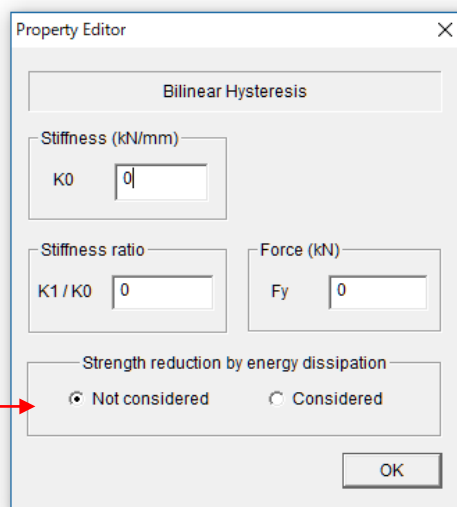 Property Editor
Bilinear Hysteresis
Stiffness (kN/mm)
K0 0
Stiffness ratio Force (kN)
K1 / K0 0 Fy 0
Strength reduction by energy dissipation
Not considered Considered
OK